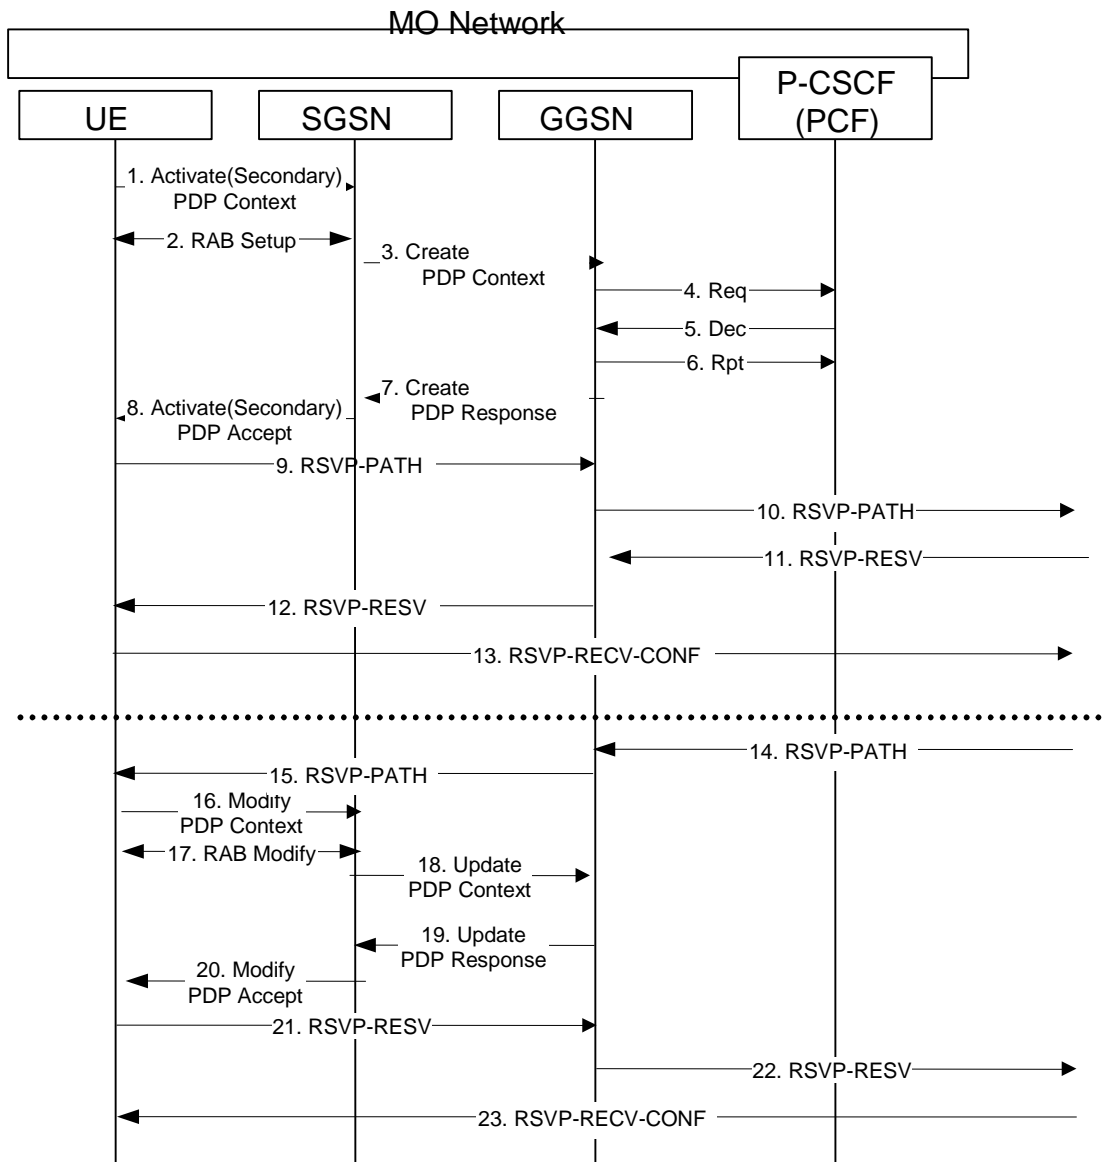 MO Network
UE
SGSN
GGSN
P-CSCF
(PCF)
1. Activate(Secondary)
PDP Context
2. RAB Setup
3. Create
PDP Context
4. Req
5. Dec
6. Rpt
7. Create
PDP Response
8. Activate(Secondary)
PDP Accept
9. RSVP-PATH
10. RSVP-PATH
11. RSVP-RESV
12. RSVP-RESV
13. RSVP-RECV-CONF
14. RSVP-PATH
15. RSVP-PATH
16. Modify
PDP Context
17. RAB Modify
18. Update
PDP Context
19. Update
PDP Response
20. Modify
PDP Accept
21. RSVP-RESV
22. RSVP-RESV
23. RSVP-RECV-CONF